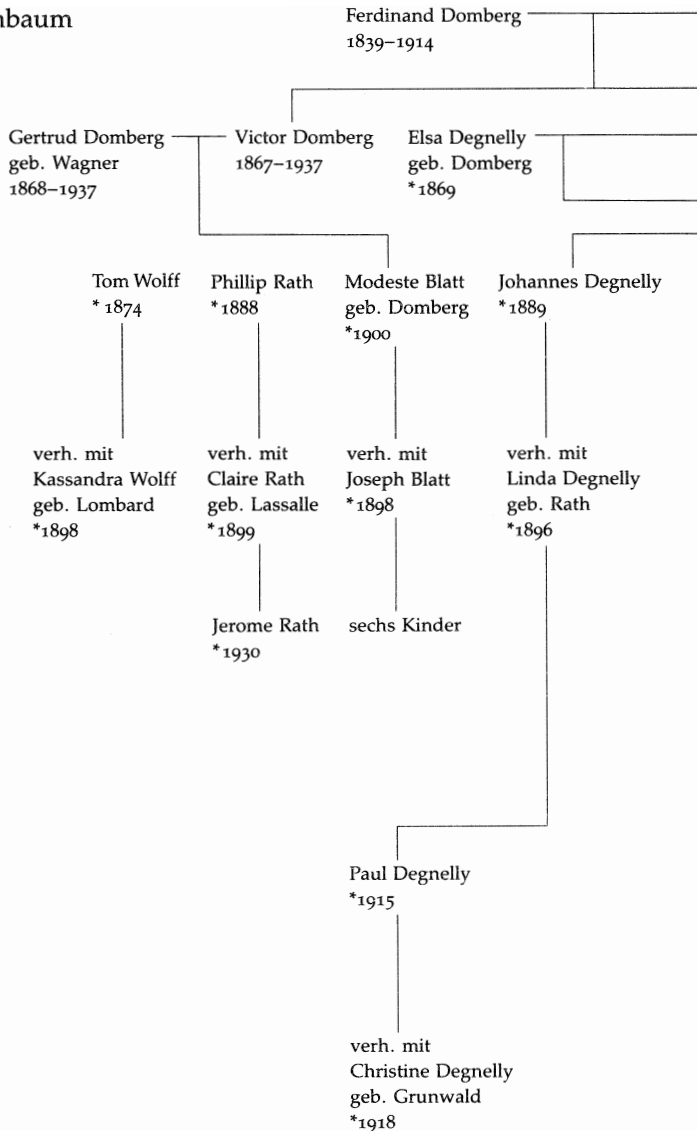 nbaum
Ferdinand Domberg
1839–1914
Gertrud Domberg
geb. Wagner
1868–1937
Victor Domberg
1867–1937
Elsa Degnelly
geb. Domberg
*1869
Tom Wolff
*1874
Phillip Rath
*1888
Modeste Blatt
geb. Domberg
*1900
Johannes Degnelly
*1889
verh. mit
Kassandra Wolff
geb. Lombard
*1898
verh. mit
Claire Rath
geb. Lassalle
*1899
verh. mit
Joseph Blatt
*1898
verh. mit
Linda Degnelly
geb. Rath
*1896
Jerome Rath
*1930
sechs Kinder
Paul Degnelly
*1915
verh. mit
Christine Degnelly
geb. Grunwald
*1918